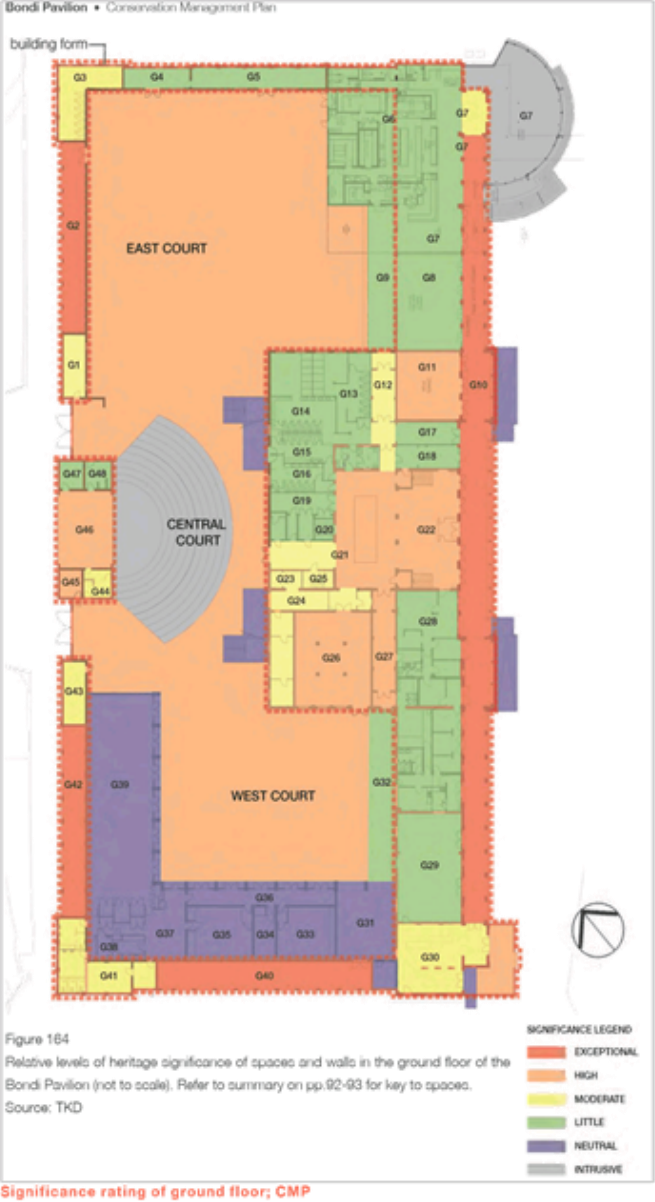 Bondi Pavilion • Conservation Management Plan
building form
G3 G4 G5
G6 G7 G7
G7
G2
EAST COURT
G7
G9 G8
G1
G11
G12 G10
G13
G14
G17
G15 G18
G47 G48
G16
G19
CENTRAL
COURT
G46 G20 G22
G21
G45 G23 G25
G44
G24
G28
G26 G27
G43
G42 G39 G32
WEST COURT
G29
G36
G31
G37 G35 G34 G33
G38
G30
G41 G40
Figure 164
Relative levels of heritage significance of spaces and walls in the ground floor of the
Bondi Pavilion (not to scale). Refer to summary on pp.92-93 for key to spaces.
Source: TKD
SIGNIFICANCE LEGEND
EXCEPTIONAL
HIGH
MODERATE
LITTLE
NEUTRAL
INTRUSIVE
Significance rating of ground floor; CMP